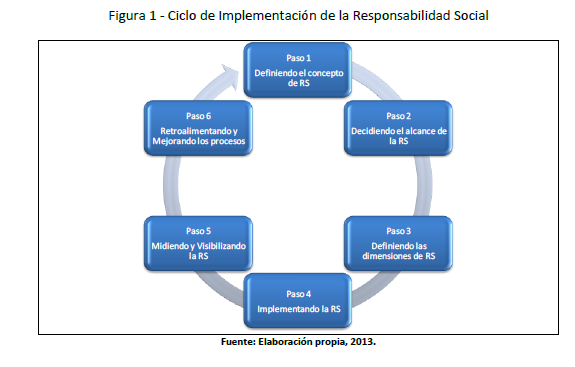 Figura 1 - Ciclo de Implementación de la Responsabilidad Social
Paso 1
Definiendo el concepto
de RS
Paso 2
Decidiendo el alcance de
la RS
Paso 3
Definiendo las
dimensiones de RS
Paso 4
Implementando la RS
Paso 5
Midiendo y Visibilizando
la RS
Paso 6
Retroalimentando y
Mejorando los procesos
Fuente: Elaboración propia, 2013.